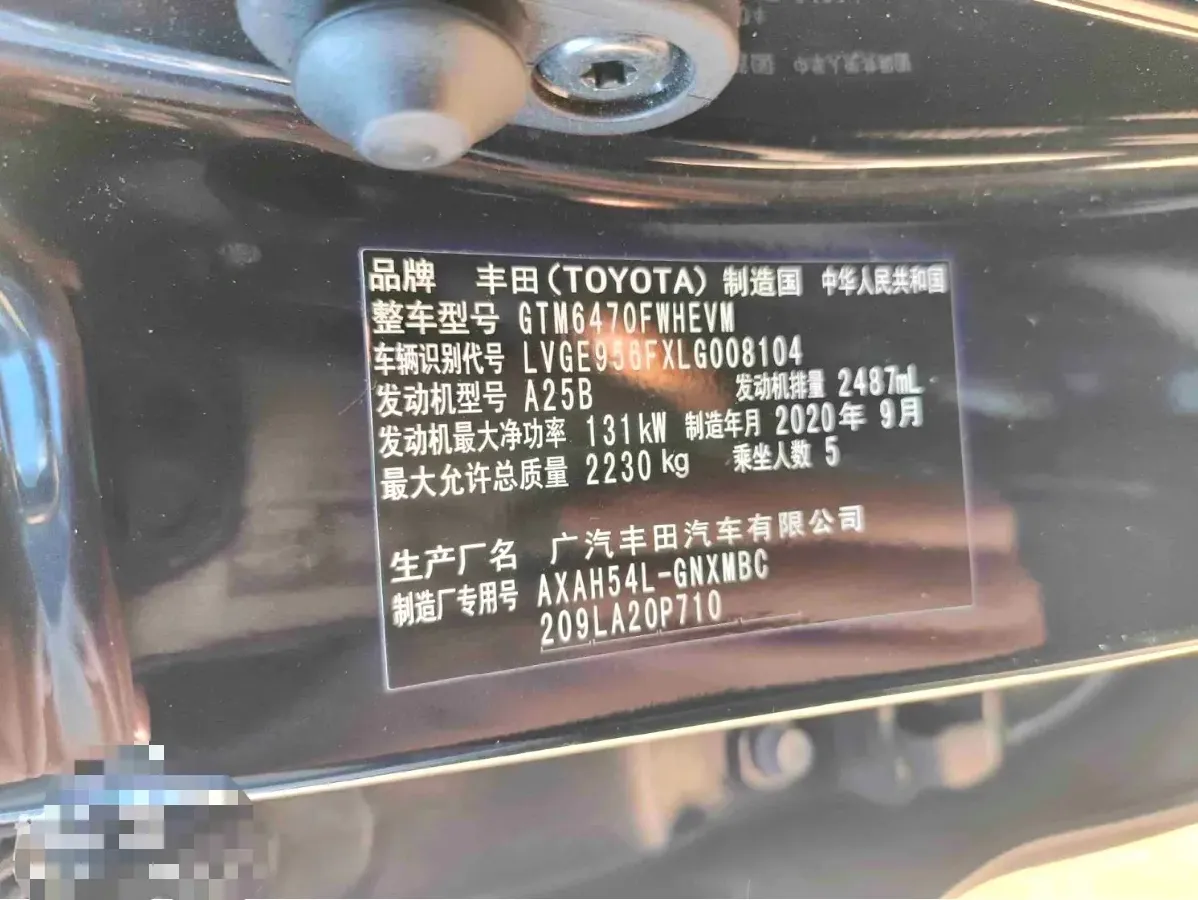 品牌 丰田(TOYOTA) 制造国 中华人民共和国
整车型号 GTM6470FWHEVM
车辆识别代号 LVGE956FXLG008104
发动机型号 A25B 发动机排量 2487mL
发动机最大净功率 131kW 制造年月 2020年 9月
最大允许总质量 2230kg 乘坐人数 5
生产厂名 广汽丰田汽车有限公司
制造厂专用号 AXAH54L-GNXMBC
209LA20P710